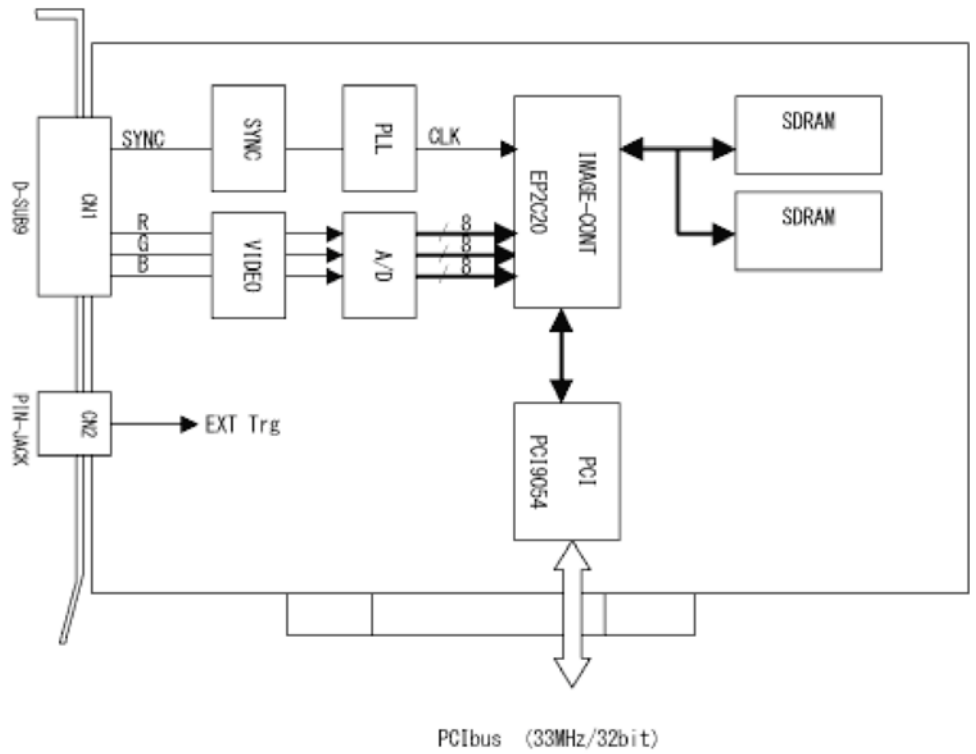 SYNC
SYNC
PLL
CLK
IMAGE-CONT
EP2C20
SDRAM
SDRAM
D-SUB9
CN1
R
G
B
VIDEO
A/D
8
8
8
PIN-JACK
CN2
EXT Trg
PCI
PCI9054
PCIbus (33MHz/32bit)